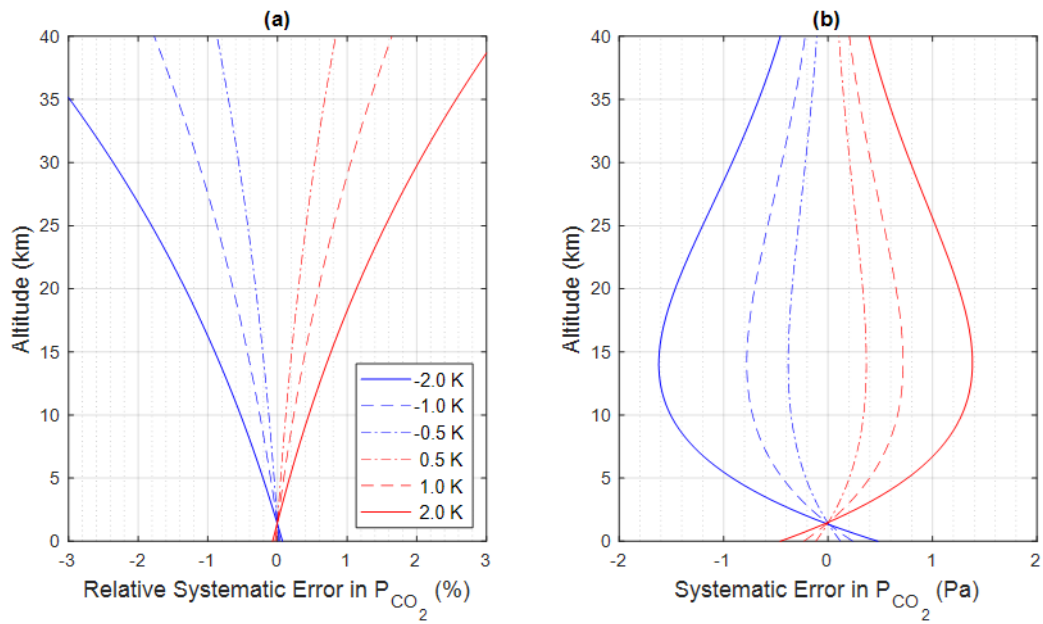 (a)
40
35
30
25
20
15
10
5
0
Altitude (km)
-3 -2 -1 0 1 2 3
Relative Systematic Error in P_CO_2 (%)
-2.0 K
-1.0 K
-0.5 K
0.5 K
1.0 K
2.0 K
(b)
40
35
30
25
20
15
10
5
0
Altitude (km)
-2 -1 0 1 2
Systematic Error in P_CO_2 (Pa)